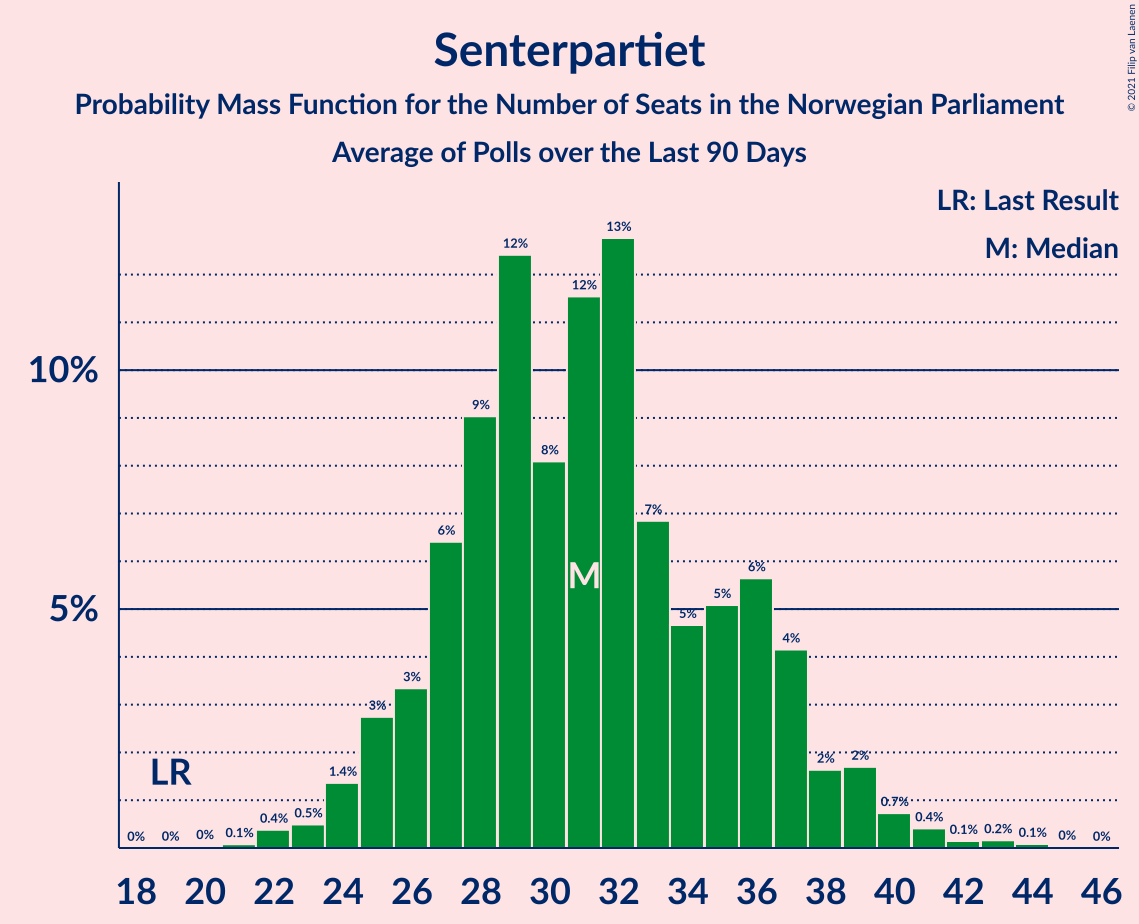 Senterpartiet
Probability Mass Function for the Number of Seats in the Norwegian Parliament
Average of Polls over the Last 90 Days
© 2021 Filip van Laenen
LR: Last Result
M: Median
10%
5%
0% 0% 0% 0.1% 0.4% 0.5% 1.4% 3% 3% 6% 9% 12% 8% 12% 13% 7% 5% 5% 6% 4% 2% 2% 0.7% 0.4% 0.1% 0.2% 0.1% 0% 0%
M
LR
18 20 22 24 26 28 30 32 34 36 38 40 42 44 46